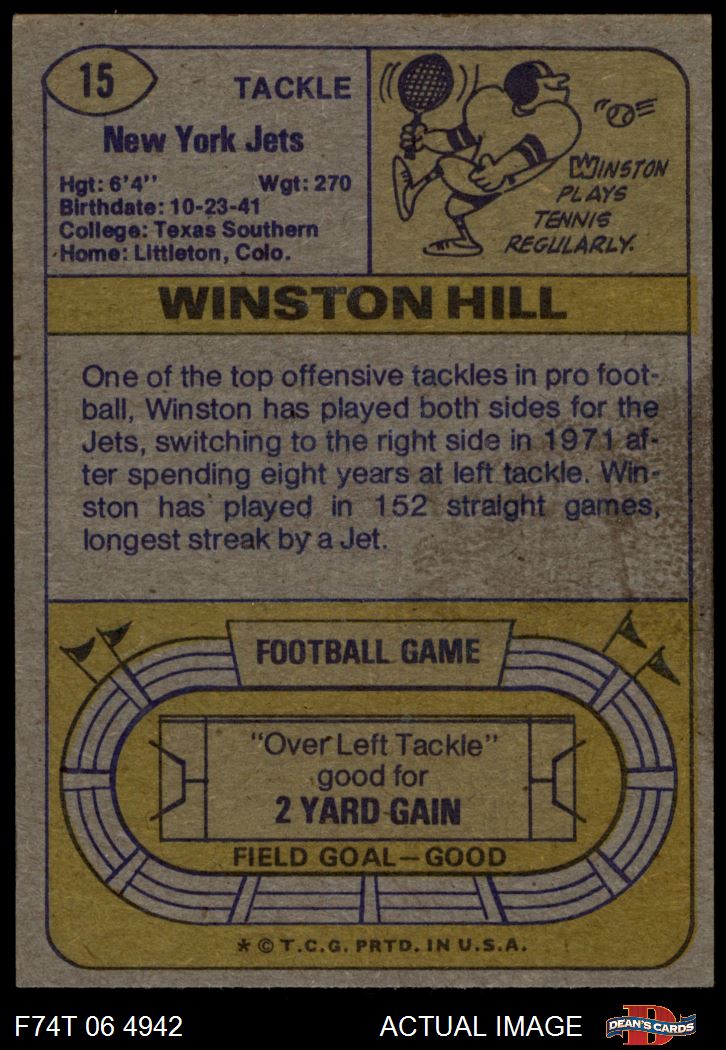 15
TACKLE
New York Jets
Hgt: 6'4" Wgt: 270
Birthdate: 10-23-41
College: Texas Southern
Home: Littleton, Colo.
WINSTON
PLAYS
TENNIS
REGULARLY.
WINSTON HILL
One of the top offensive tackles in pro foot-
ball, Winston has played both sides for the
Jets, switching to the right side in 1971 af-
ter spending eight years at left tackle. Win-
ston has played in 152 straight games,
longest streak by a Jet.
FOOTBALL GAME
"Over Left Tackle"
good for
2 YARD GAIN
FIELD GOAL—GOOD
* © T.C.G. PRTD. IN U.S.A.
F74T 06 4942 ACTUAL IMAGE DEAN'S CARDS